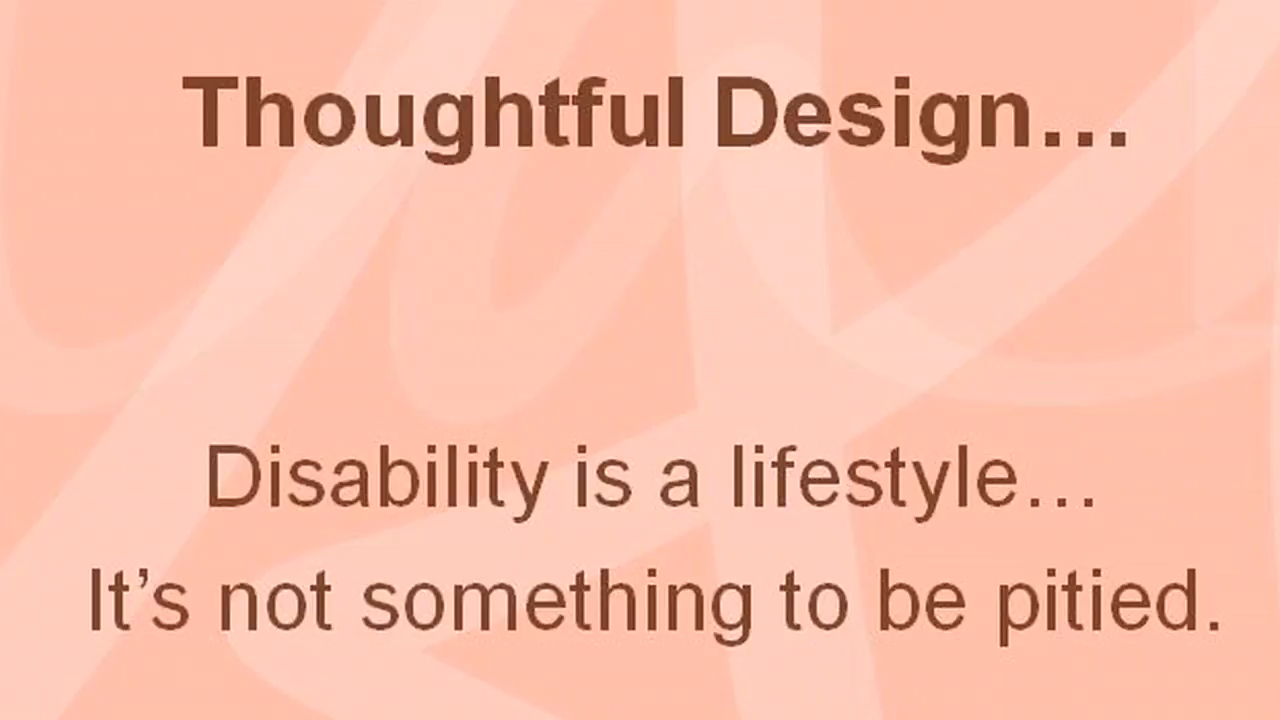 Thoughtful Design…
Disability is a lifestyle…
It’s not something to be pitied.